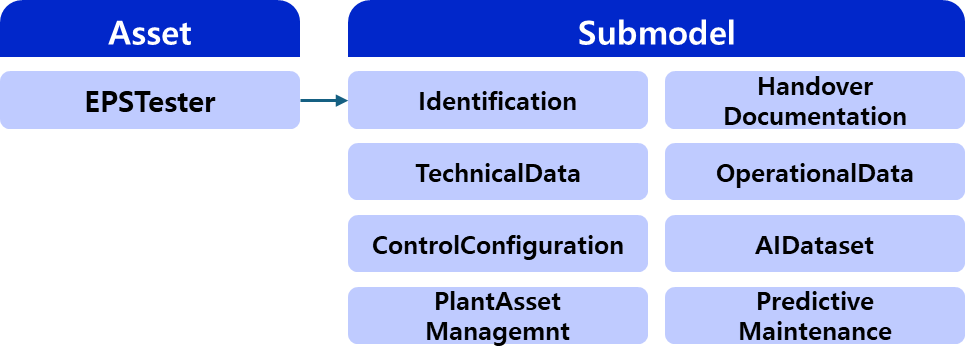 Asset
Submodel
EPSTester
Identification
Handover
Documentation
TechnicalData
OperationalData
ControlConfiguration
AIDataset
PlantAsset
Managemnt
Predictive
Maintenance